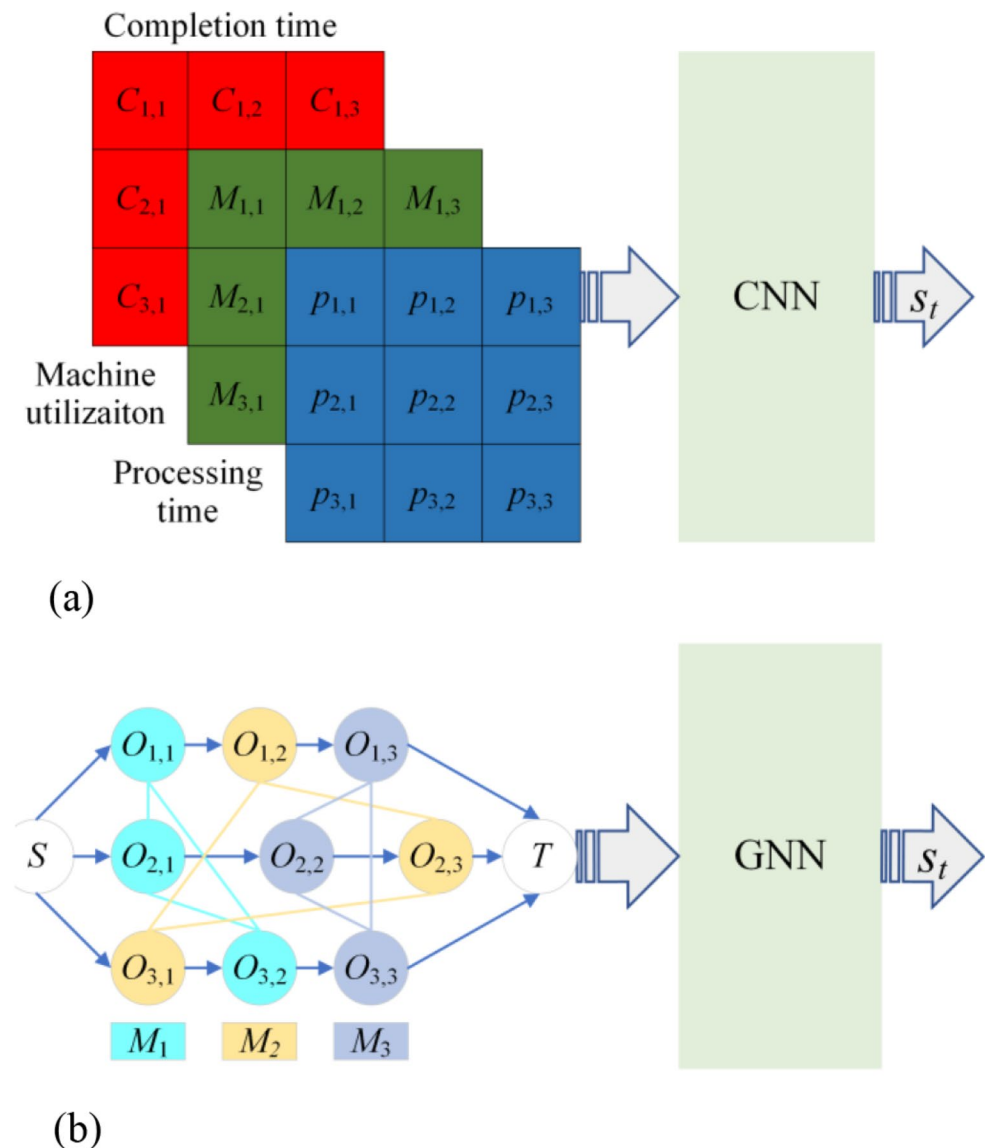 Completion time
C1,1 C1,2 C1,3
C2,1 M1,1 M1,2 M1,3
C3,1 M2,1 p1,1 p1,2 p1,3 CNN st
Machine
utilizaiton
M3,1 p2,1 p2,2 p2,3
Processing
time
p3,1 p3,2 p3,3
(a)
O1,1 O1,2 O1,3
S O2,1 O2,2 O2,3 T GNN st
O3,1 O3,2 O3,3
M1 M2 M3
(b)